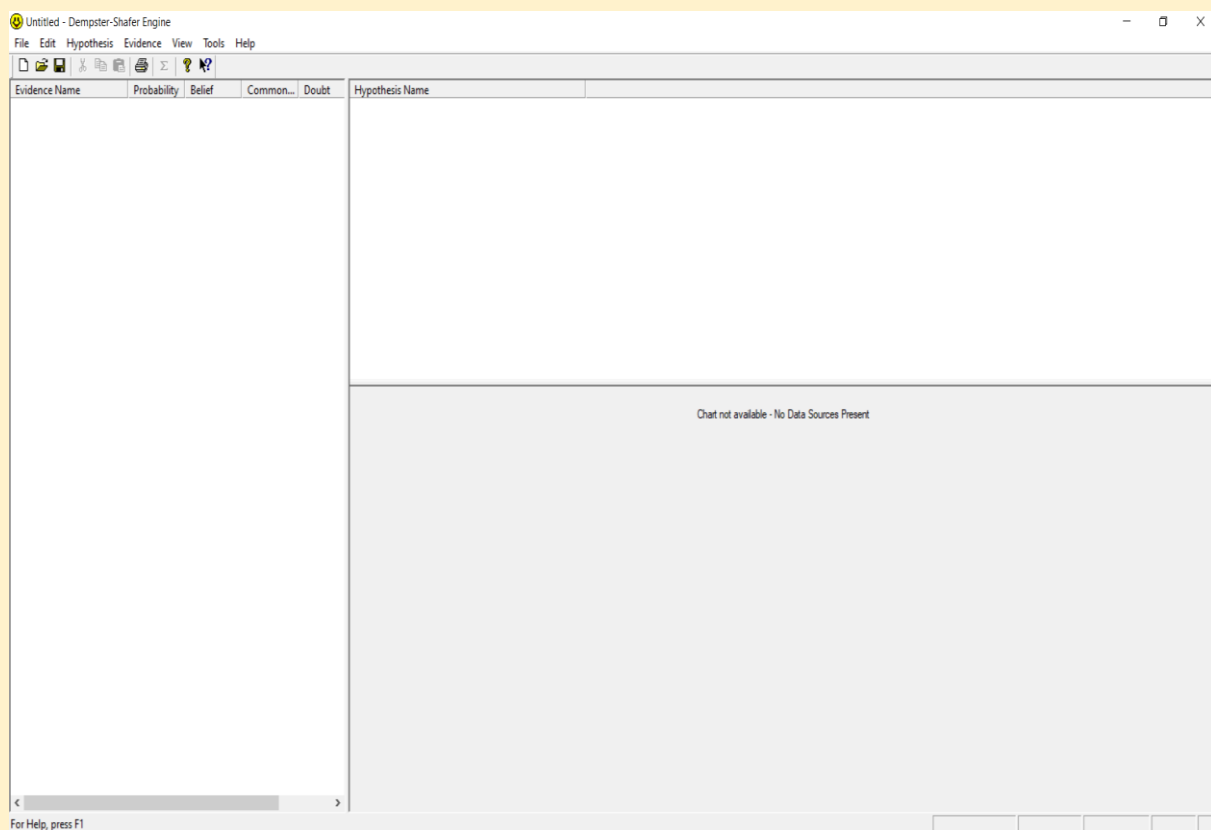 Untitled - Dempster-Shafer Engine
File Edit Hypothesis Evidence View Tools Help
Evidence Name Probability Belief Common... Doubt Hypothesis Name
Chart not available - No Data Sources Present
For Help, press F1